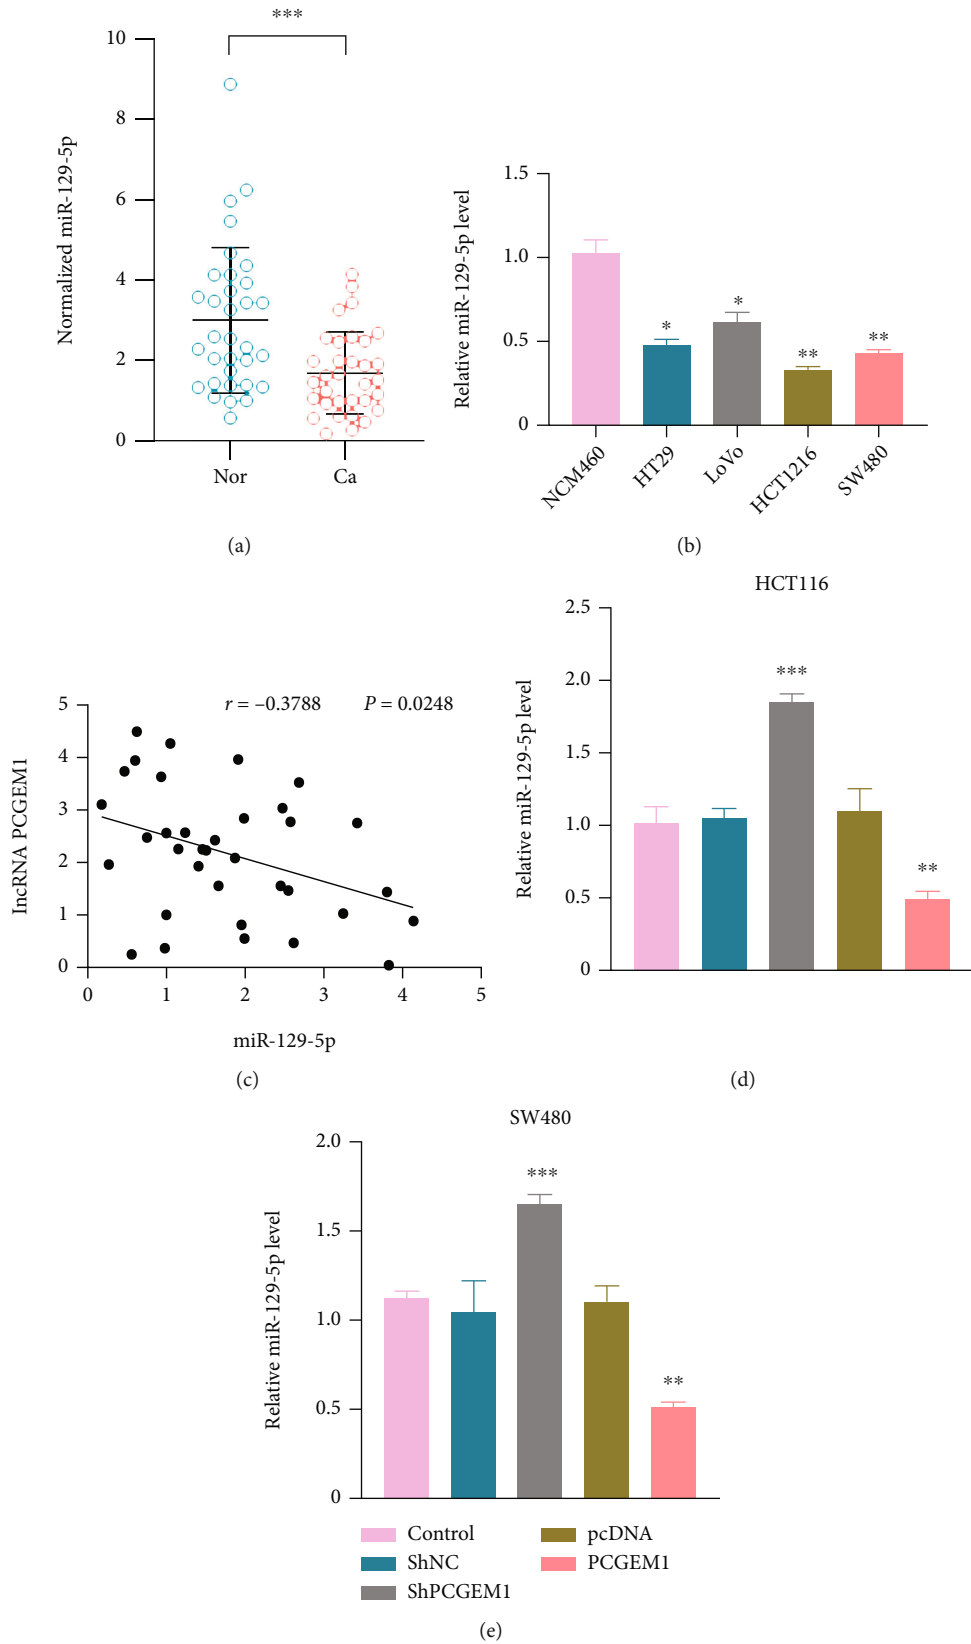 ***
10
8
6
4
2
0
Normalized miR-129-5p
Nor
Ca
(a)
1.5
1.0
0.5
0
Relative miR-129-5p level
*
*
**
**
NCM460
HT29
LoVo
HCT1216
SW480
(b)
r = –0.3788 P = 0.0248
5
4
3
2
1
0
lncRNA PCGEM1
0 1 2 3 4 5
miR-129-5p
(c)
HCT116
2.5
2.0
1.5
1.0
0.5
0
Relative miR-129-5p level
***
**
(d)
SW480
2.0
1.5
1.0
0.5
0
Relative miR-129-5p level
***
**
Control
ShNC
ShPCGEM1
pcDNA
PCGEM1
(e)